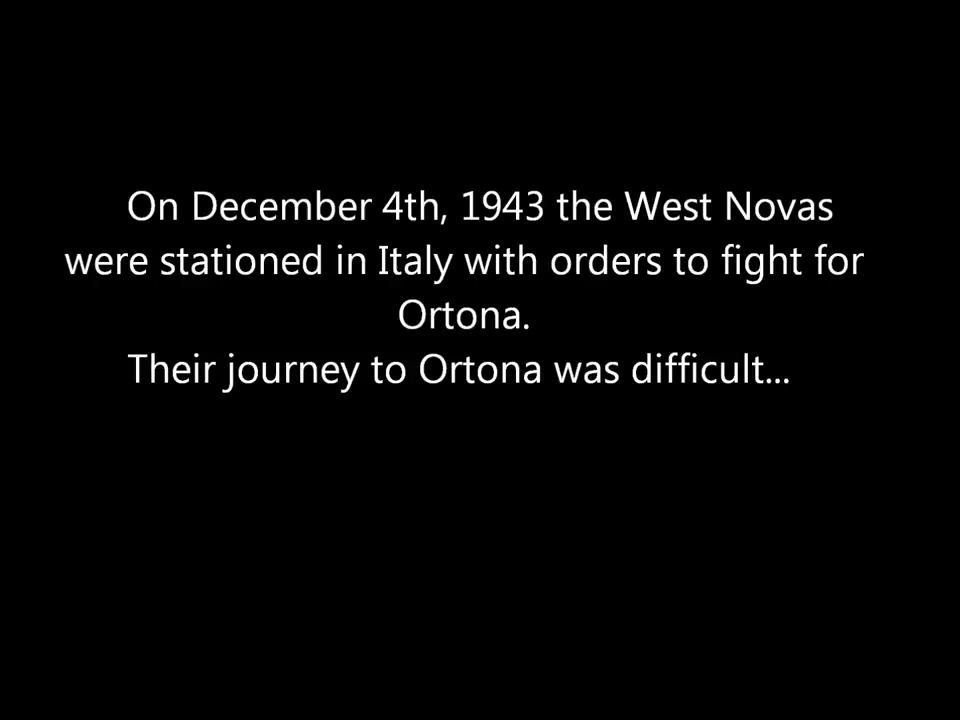 On December 4th, 1943 the West Novas
were stationed in Italy with orders to fight for
Ortona.
Their journey to Ortona was difficult...